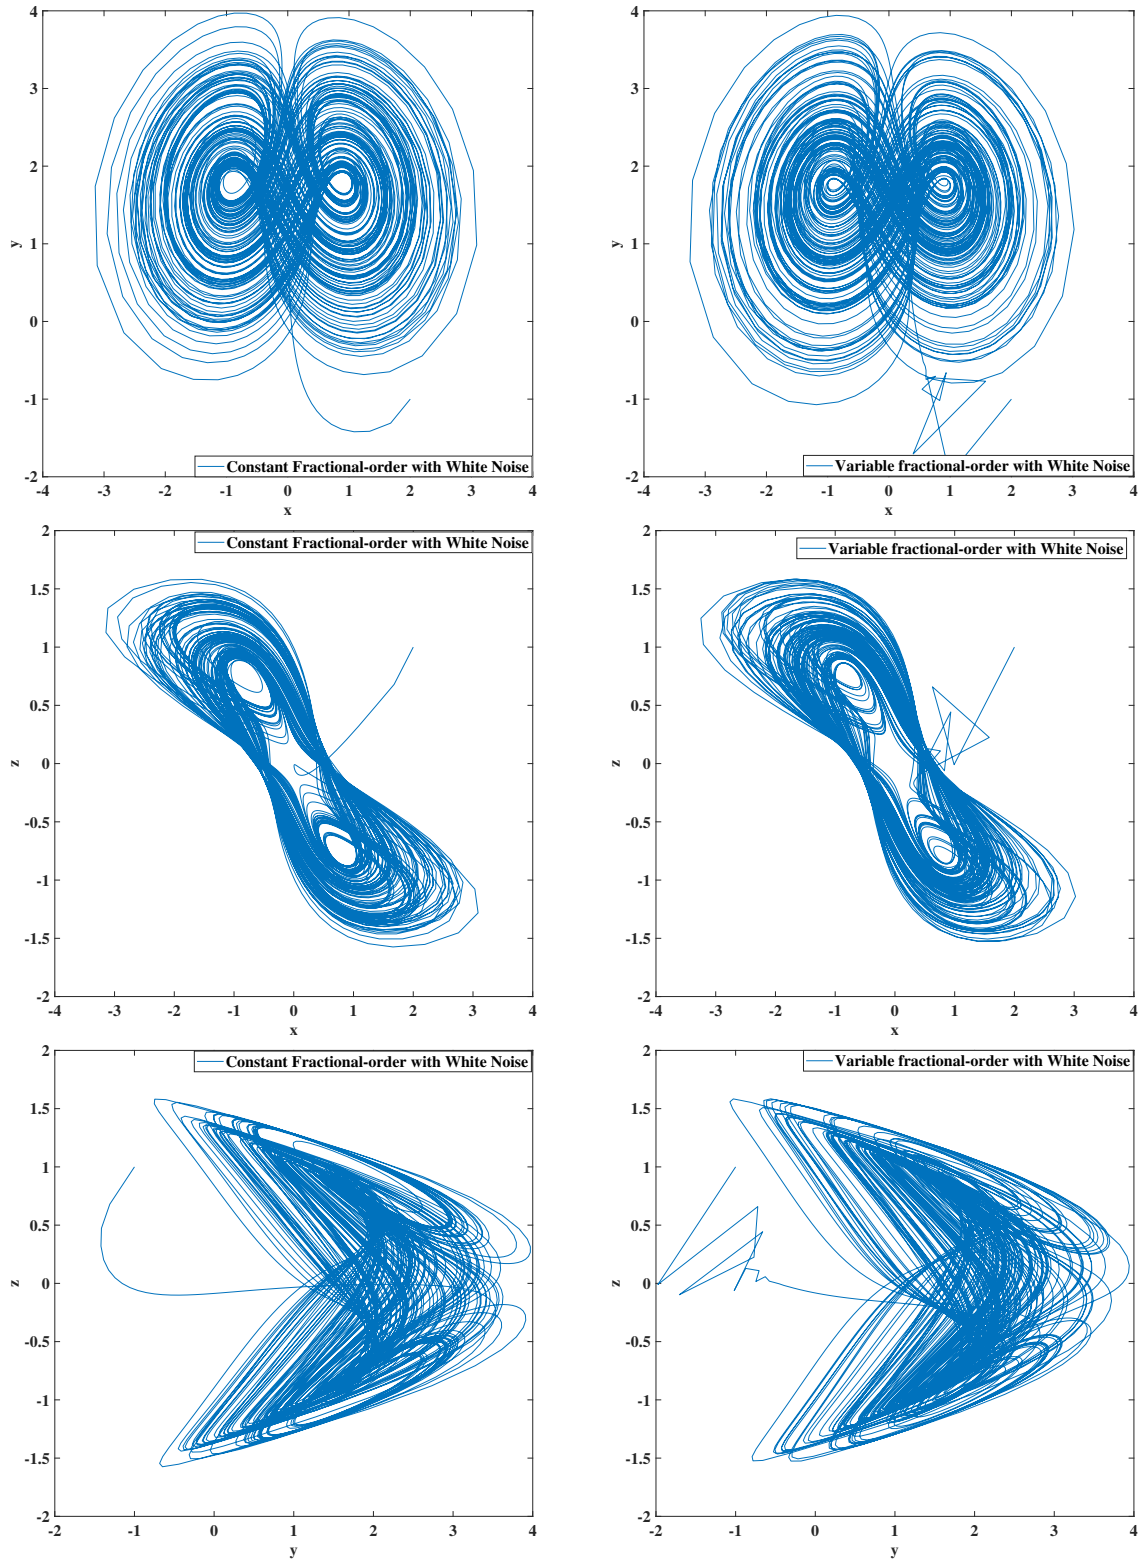 4
3
2
1
0
-1
-2
y
-4 -3 -2 -1 0 1 2 3 4
x
Constant Fractional-order with White Noise
4
3
2
1
0
-1
-2
y
-4 -3 -2 -1 0 1 2 3 4
x
Variable fractional-order with White Noise
2
1.5
1
0.5
0
-0.5
-1
-1.5
-2
z
-4 -3 -2 -1 0 1 2 3 4
x
Constant Fractional-order with White Noise
2
1.5
1
0.5
0
-0.5
-1
-1.5
-2
z
-4 -3 -2 -1 0 1 2 3 4
x
Variable fractional-order with White Noise
2
1.5
1
0.5
0
-0.5
-1
-1.5
-2
z
-2 -1 0 1 2 3 4
y
Constant Fractional-order with White Noise
2
1.5
1
0.5
0
-0.5
-1
-1.5
-2
z
-2 -1 0 1 2 3 4
y
Variable fractional-order with White Noise